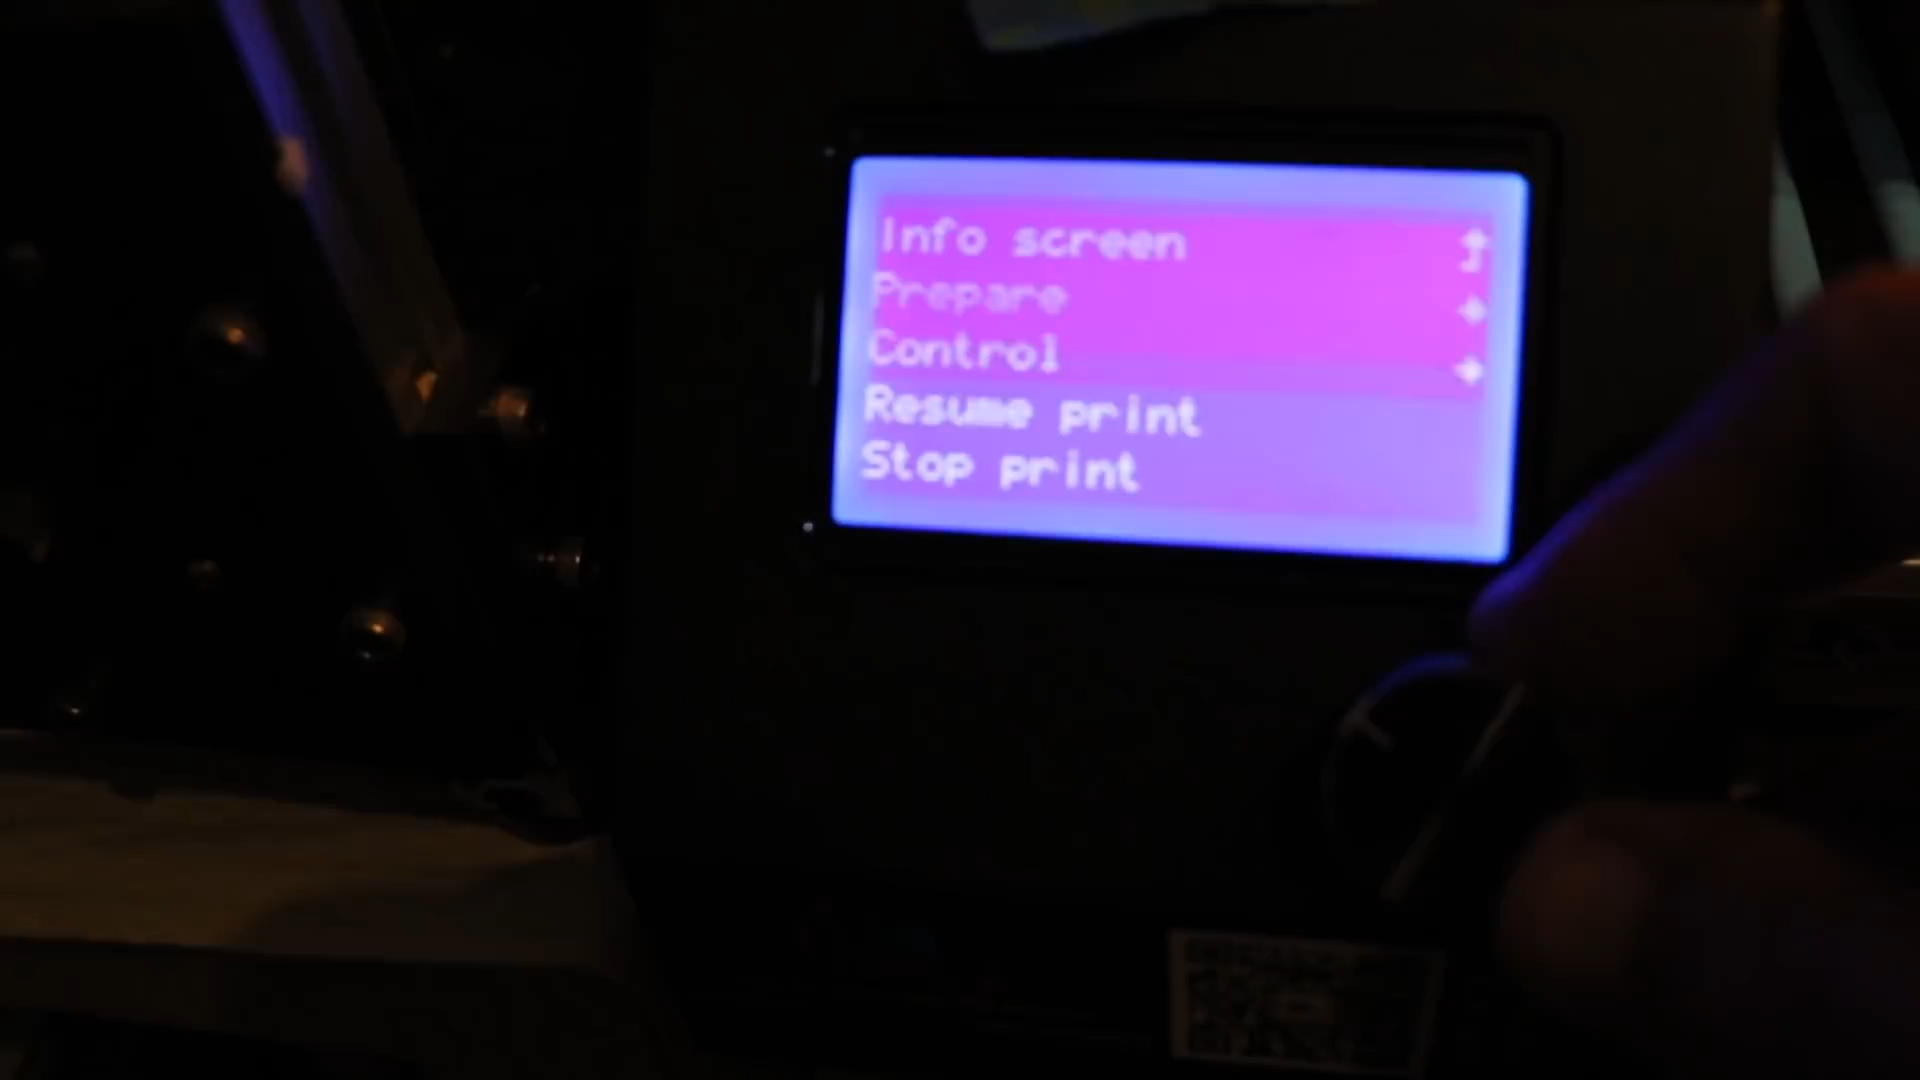 Info screen
Prepare
Control
Resume print
Stop print